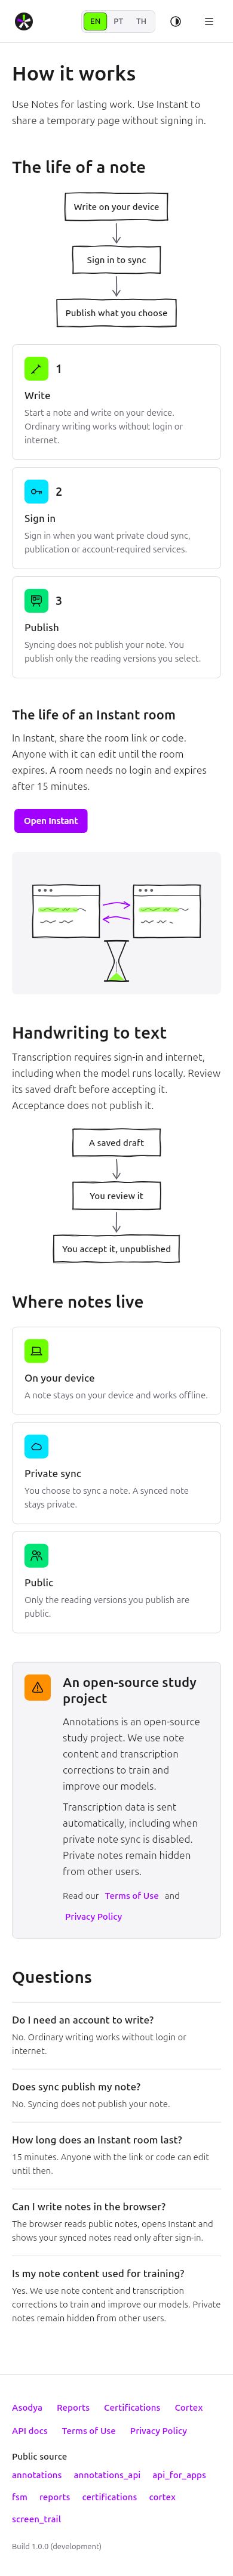 EN PT TH
How it works
Use Notes for lasting work. Use Instant to
share a temporary page without signing in.
The life of a note
Write on your device
Sign in to sync
Publish what you choose
1
Write
Start a note and write on your device.
Ordinary writing works without login or
internet.
2
Sign in
Sign in when you want private cloud sync,
publication or account-required services.
3
Publish
Syncing does not publish your note. You
publish only the reading versions you select.
The life of an Instant room
In Instant, share the room link or code.
Anyone with it can edit until the room
expires. A room needs no login and expires
after 15 minutes.
Open Instant
Handwriting to text
Transcription requires sign-in and internet,
including when the model runs locally. Review
its saved draft before accepting it.
Acceptance does not publish it.
A saved draft
You review it
You accept it, unpublished
Where notes live
On your device
A note stays on your device and works offline.
Private sync
You choose to sync a note. A synced note
stays private.
Public
Only the reading versions you publish are
public.
An open-source study
project
Annotations is an open-source
study project. We use note
content and transcription
corrections to train and
improve our models.
Transcription data is sent
automatically, including when
private note sync is disabled.
Private notes remain hidden
from other users.
Read our Terms of Use and
Privacy Policy
Questions
Do I need an account to write?
No. Ordinary writing works without login or
internet.
Does sync publish my note?
No. Syncing does not publish your note.
How long does an Instant room last?
15 minutes. Anyone with the link or code can edit
until then.
Can I write notes in the browser?
The browser reads public notes, opens Instant and
shows your synced notes read only after sign-in.
Is my note content used for training?
Yes. We use note content and transcription
corrections to train and improve our models. Private
notes remain hidden from other users.
Asodya Reports Certifications Cortex
API docs Terms of Use Privacy Policy
Public source
annotations annotations_api api_for_apps
fsm reports certifications cortex
screen_trail
Build 1.0.0 (development)